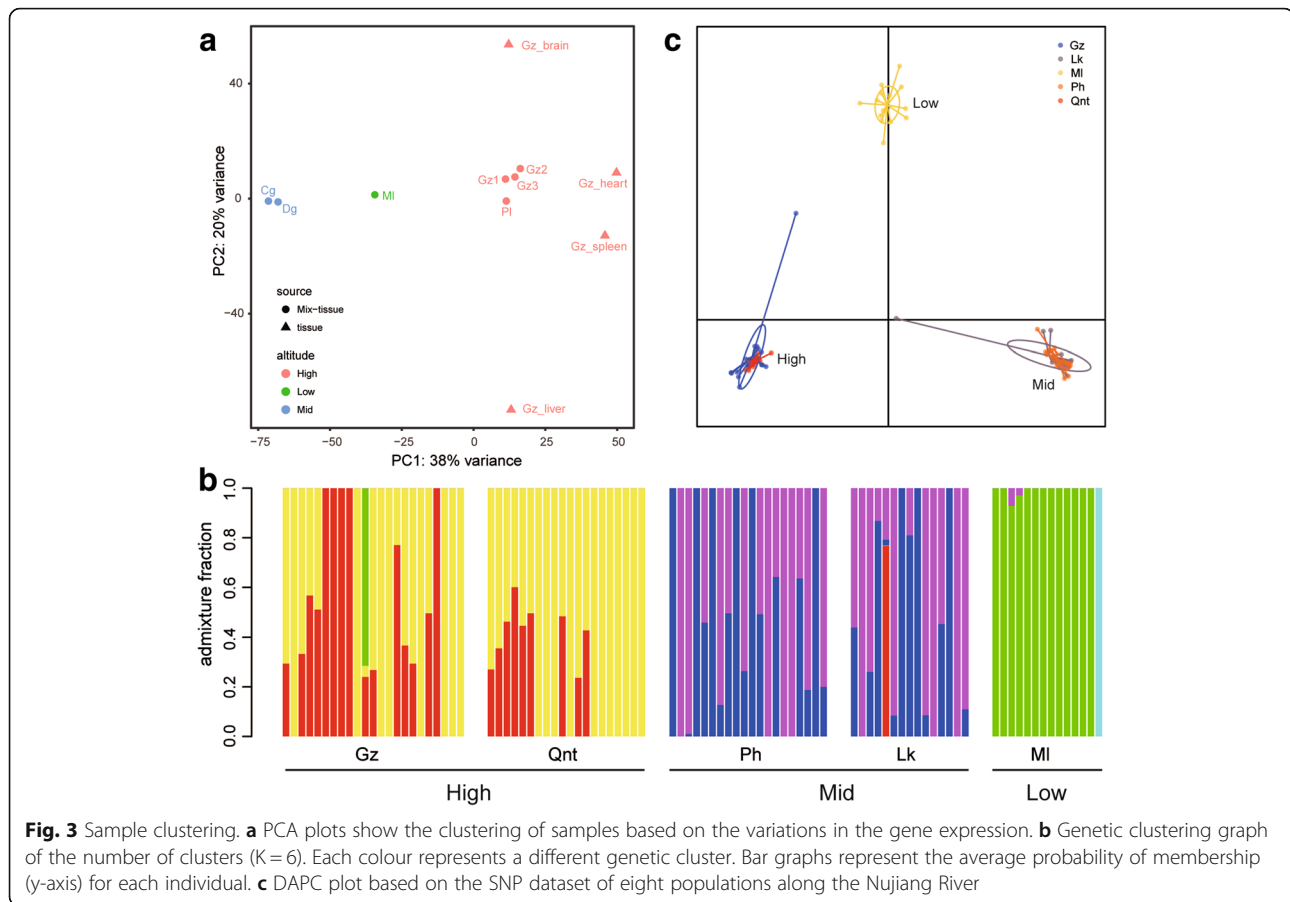 a
Gz_brain
40
Gz2
Gz1
Gz3
Gz_heart
Cg
Dg
Ml
Pl
0
Gz_spleen
-40
Gz_liver
PC2: 20% variance
source
Mix-tissue
tissue
altitude
High
Low
Mid
-75
-50
-25
0
25
50
PC1: 38% variance
c
Gz
Lk
Ml
Ph
Qnt
Low
High
Mid
b
admixture fraction
1.0
0.8
0.6
0.4
0.2
0.0
Gz
Qnt
Ph
Lk
Ml
High
Mid
Low
Fig. 3 Sample clustering. a PCA plots show the clustering of samples based on the variations in the gene expression. b Genetic clustering graph
of the number of clusters (K = 6). Each colour represents a different genetic cluster. Bar graphs represent the average probability of membership
(y-axis) for each individual. c DAPC plot based on the SNP dataset of eight populations along the Nujiang River